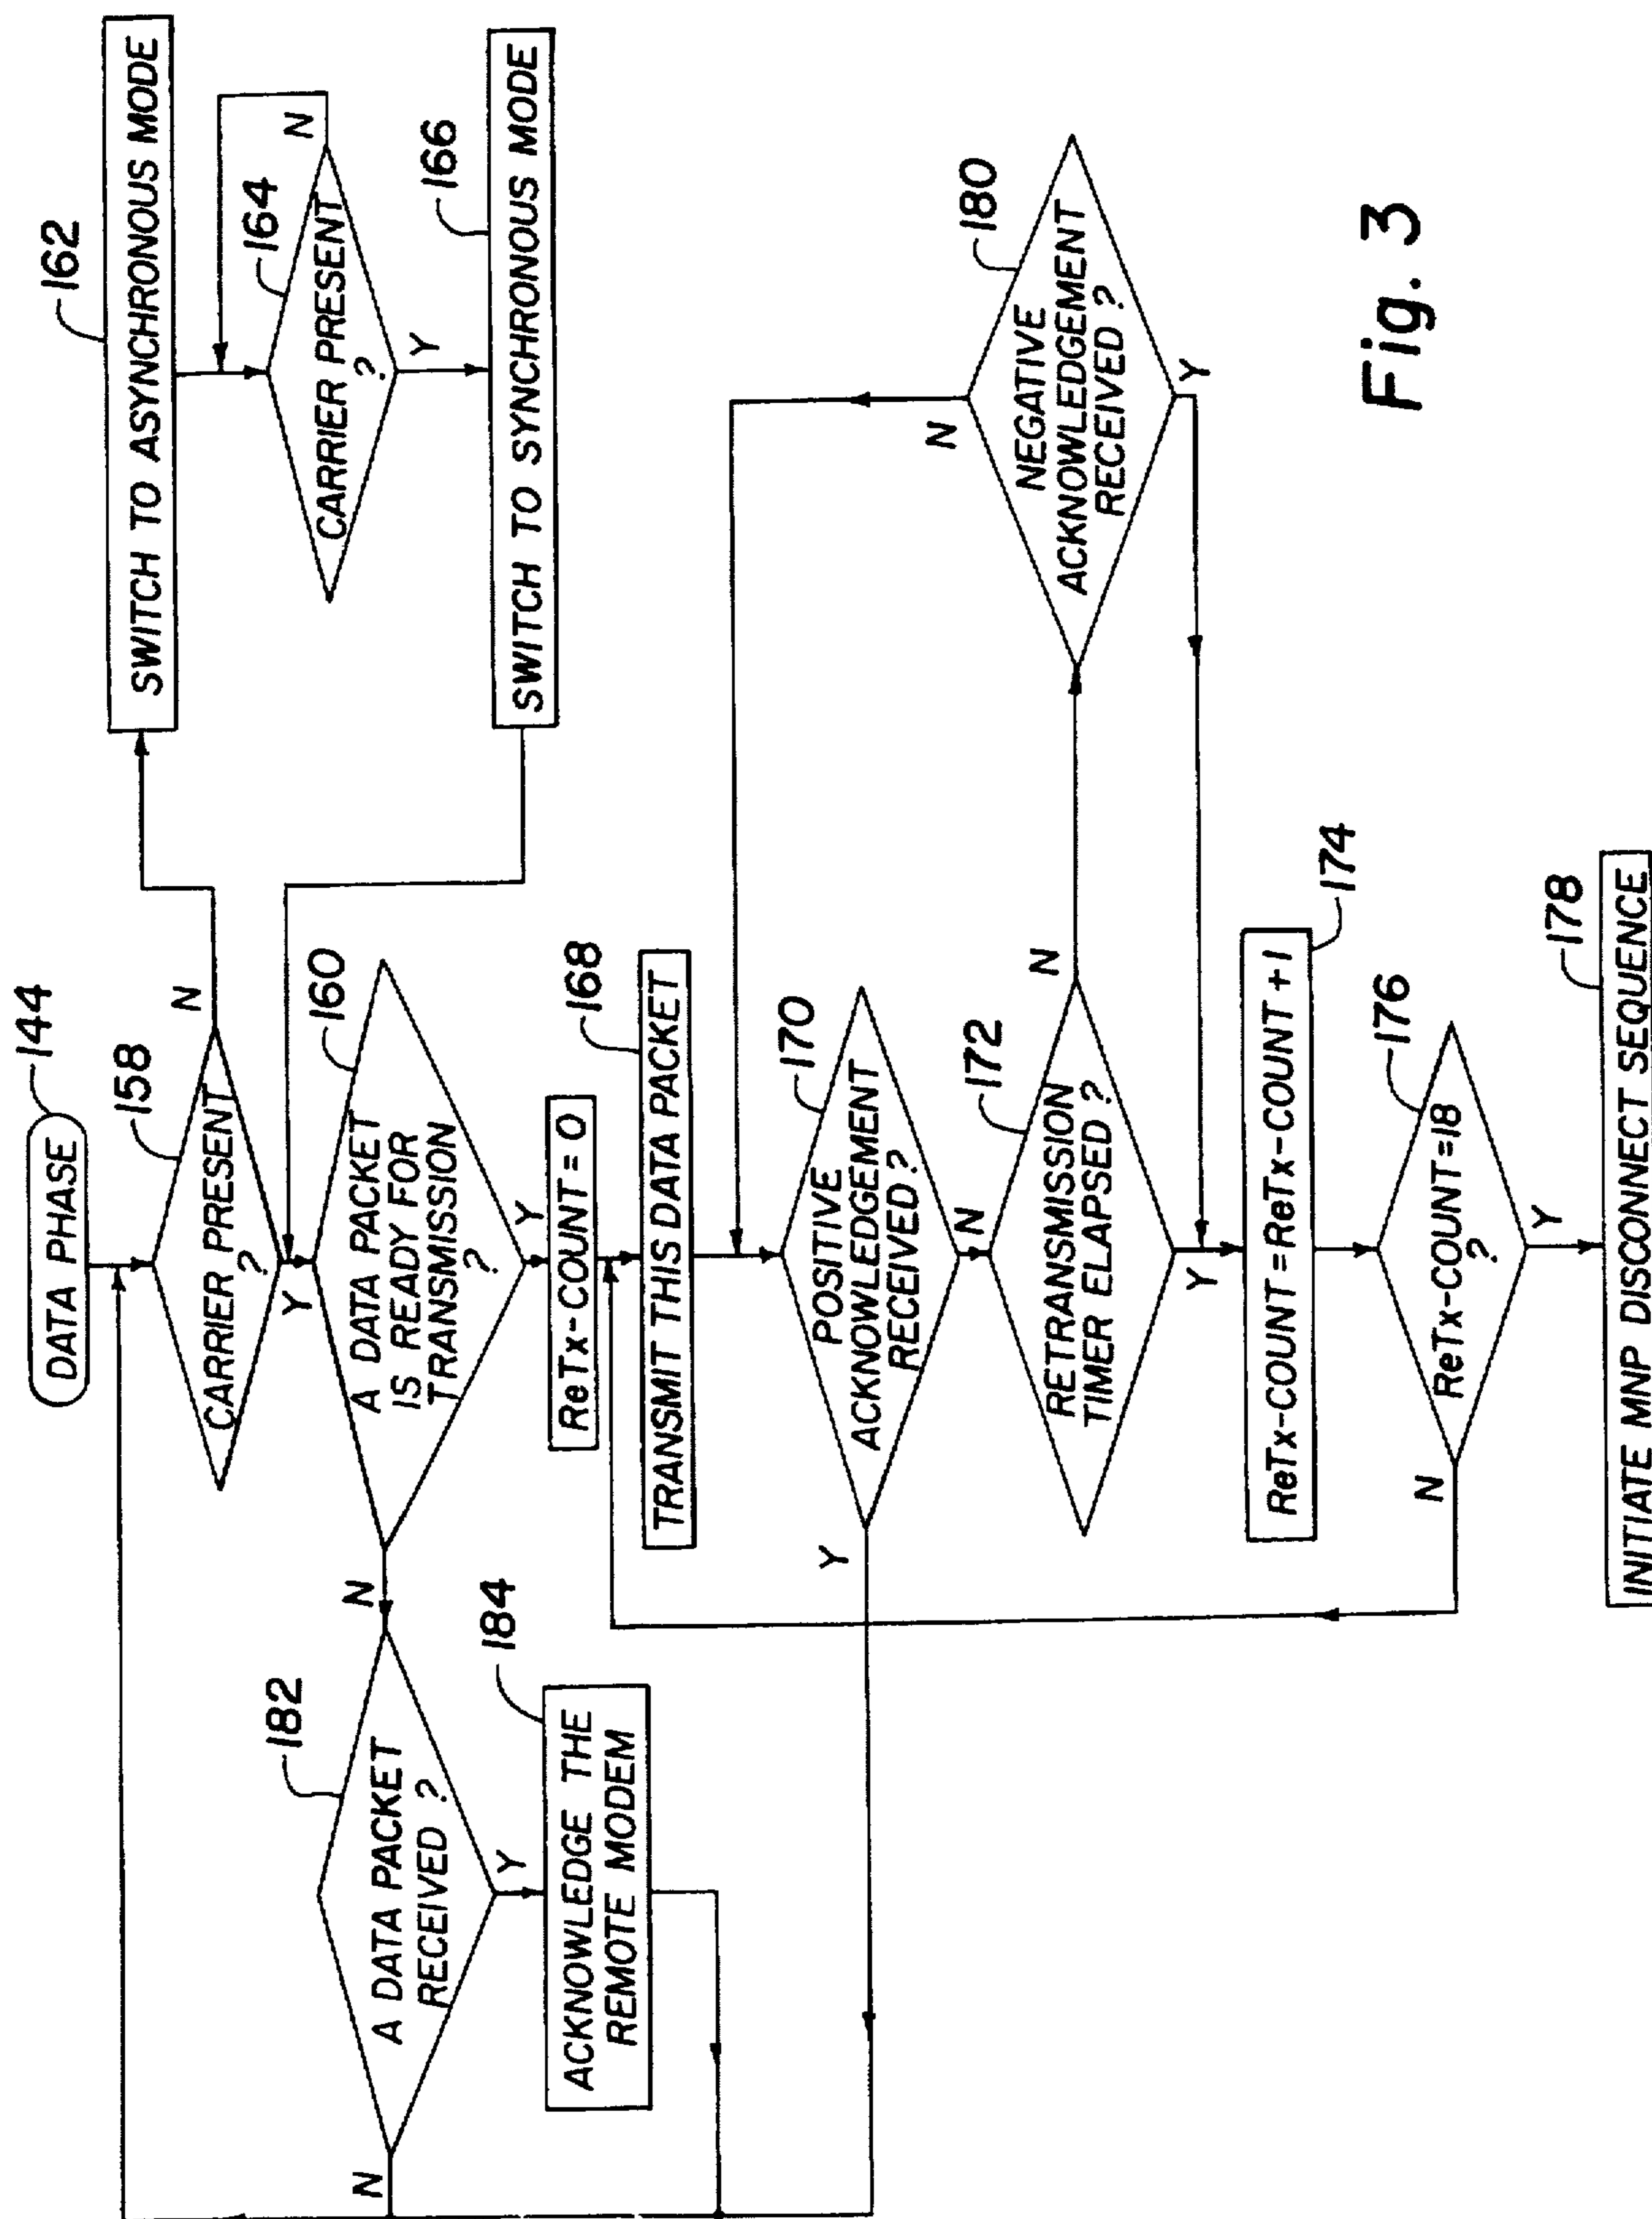 DATA PHASE
144
CARRIER PRESENT
?
158
N
Y
SWITCH TO ASYNCHRONOUS MODE
162
CARRIER PRESENT
?
164
N
Y
SWITCH TO SYNCHRONOUS MODE
166
A DATA PACKET
IS READY FOR
TRANSMISSION
?
160
N
Y
A DATA PACKET
RECEIVED ?
182
N
Y
ACKNOWLEDGE THE
REMOTE MODEM
184
ReTx-COUNT = 0
TRANSMIT THIS DATA PACKET
168
POSITIVE
ACKNOWLEDGEMENT
RECEIVED ?
170
Y
N
RETRANSMISSION
TIMER ELAPSED ?
172
N
Y
NEGATIVE
ACKNOWLEDGEMENT
RECEIVED ?
180
N
Y
ReTx-COUNT=ReTx-COUNT + 1
174
ReTx-COUNT=18
?
176
N
Y
INITIATE MNP DISCONNECT SEQUENCE
178
Fig. 3